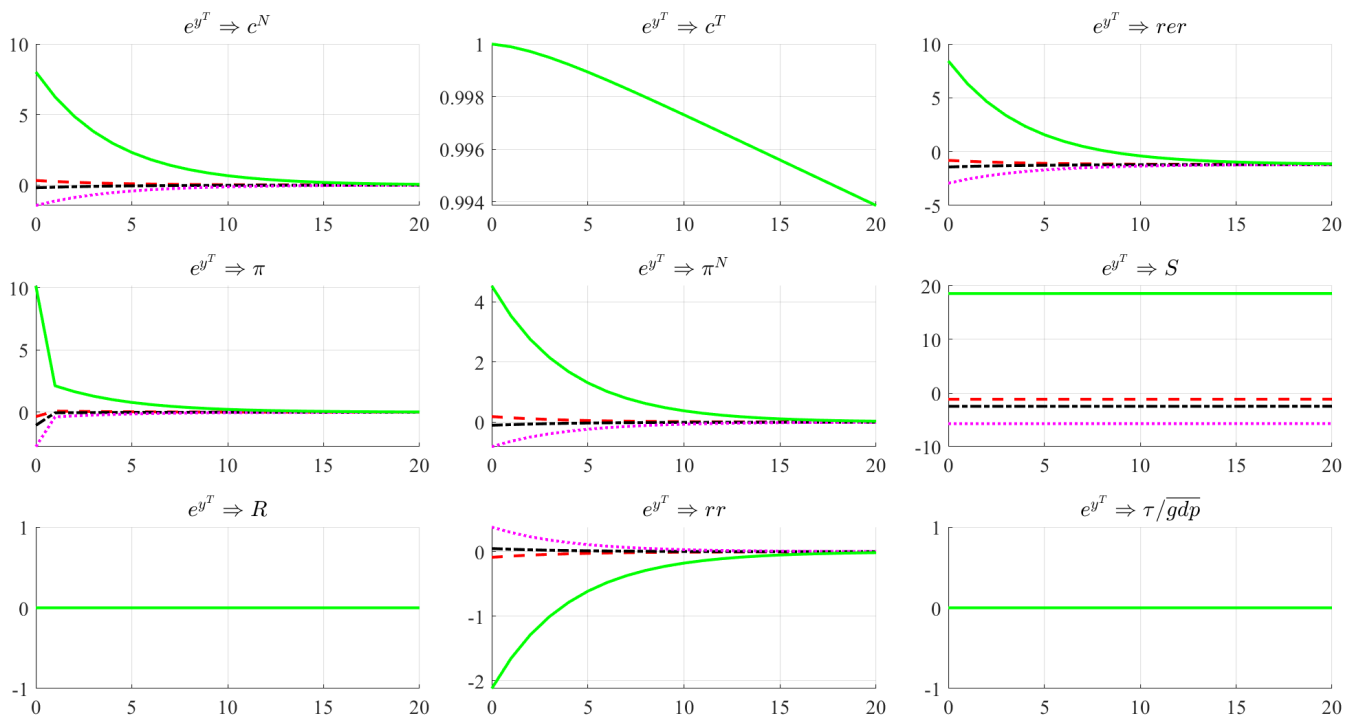 e^{y^T} ⇒ c^N
e^{y^T} ⇒ c^T
e^{y^T} ⇒ rer
10
5
0
0 5 10 15 20
1
0.998
0.996
0.994
0 5 10 15 20
10
5
0
-5
0 5 10 15 20
e^{y^T} ⇒ π
e^{y^T} ⇒ π^N
e^{y^T} ⇒ S
10
5
0
0 5 10 15 20
4
2
0
0 5 10 15 20
20
10
0
-10
0 5 10 15 20
e^{y^T} ⇒ R
e^{y^T} ⇒ rr
e^{y^T} ⇒ τ/\overline{gdp}
1
0
-1
0 5 10 15 20
0
-1
-2
0 5 10 15 20
1
0
-1
0 5 10 15 20